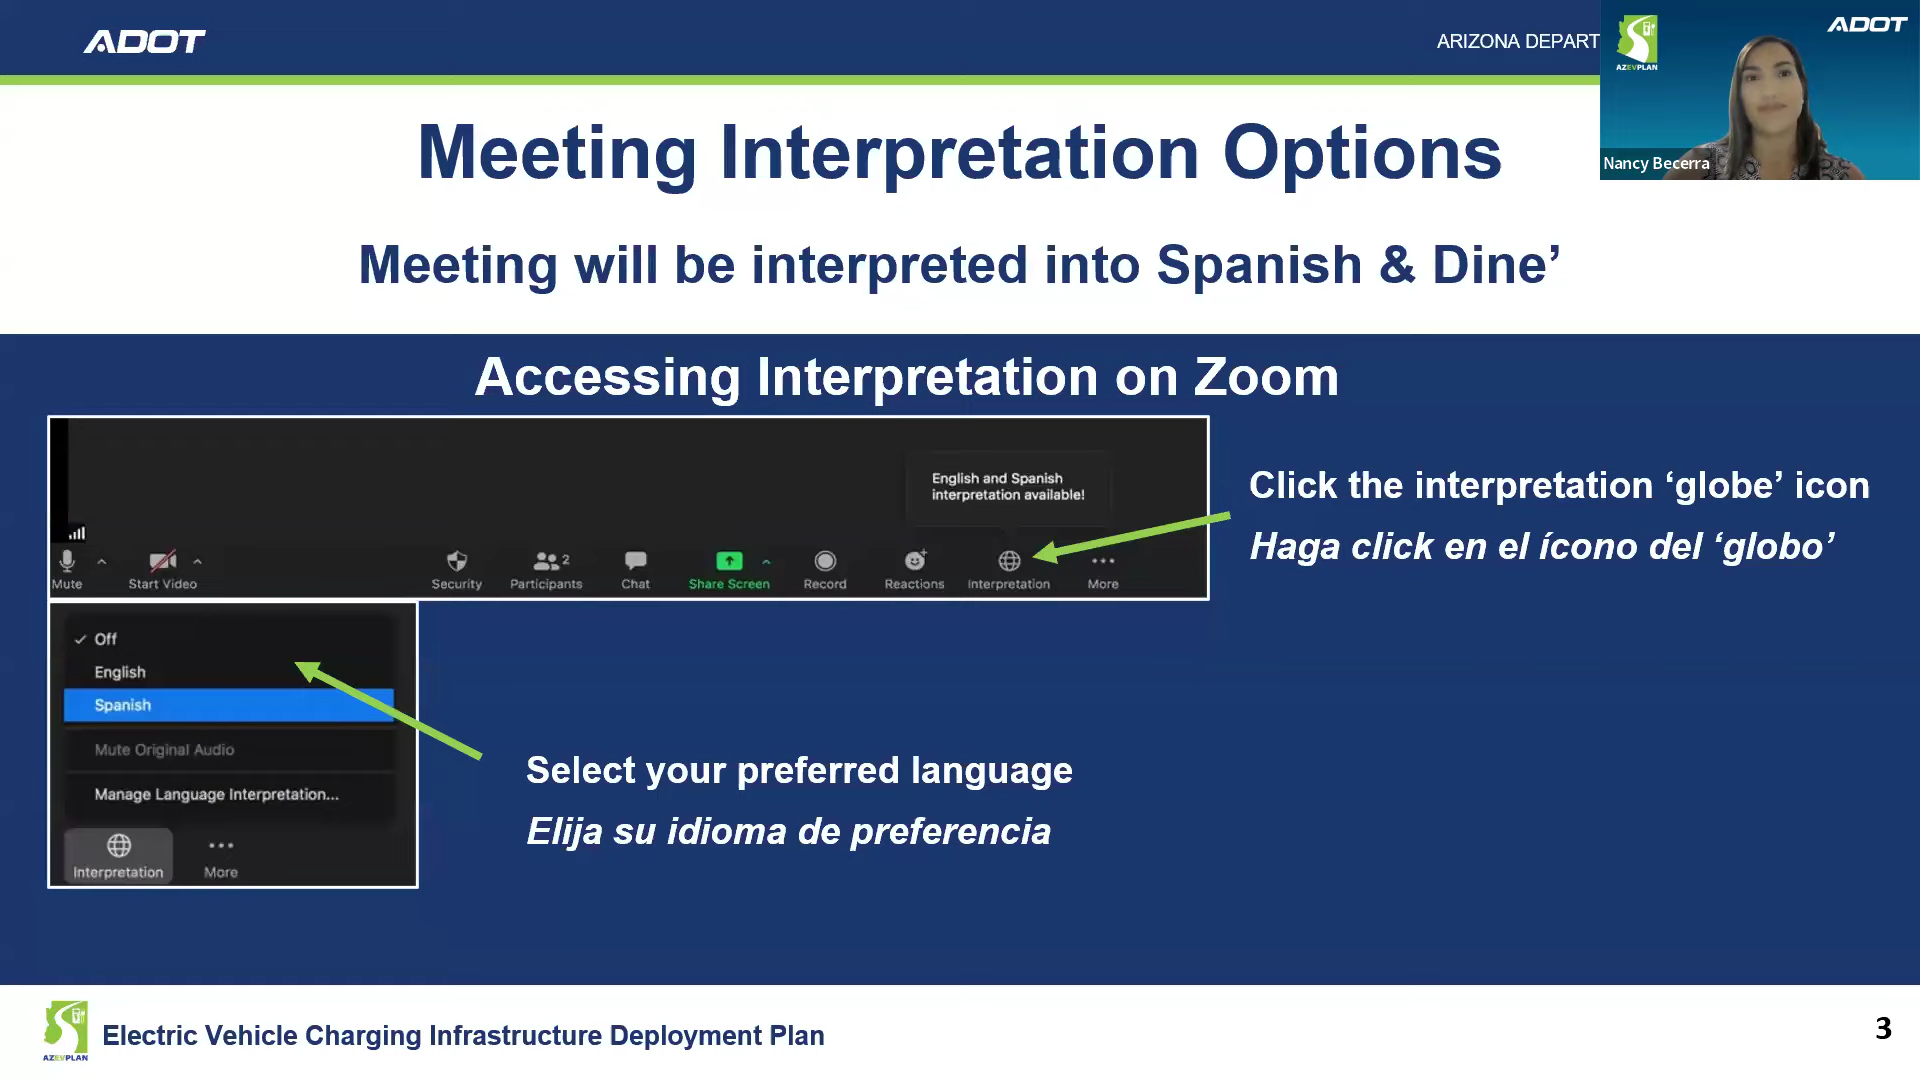 ADOT
ARIZONA DEPART
AZEVPLAN
ADOT
Nancy Becerra
Meeting Interpretation Options
Meeting will be interpreted into Spanish & Dine’
Accessing Interpretation on Zoom
English and Spanish
interpretation available!
Mute
Start Video
Security
Participants
2
Chat
Share Screen
Record
Reactions
Interpretation
More
Click the interpretation ‘globe’ icon
Haga click en el ícono del ‘globo’
Off
English
Spanish
Mute Original Audio
Manage Language Interpretation...
Interpretation
More
Select your preferred language
Elija su idioma de preferencia
AZEVPLAN
Electric Vehicle Charging Infrastructure Deployment Plan
3